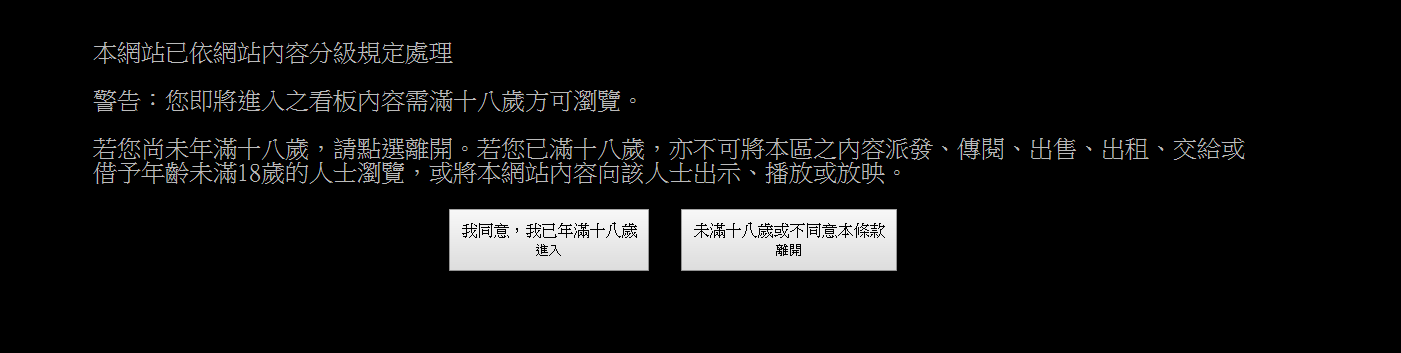 本網站已依網站內容分級規定處理
警告：您即將進入之看板內容需滿十八歲方可瀏覽。
若您尚未年滿十八歲，請點選離開。若您已滿十八歲，亦不可將本區之內容派發、傳閱、出售、出租、交給或
借予年齡未滿18歲的人士瀏覽，或將本網站內容向該人士出示、播放或放映。
我同意，我已年滿十八歲
進入
未滿十八歲或不同意本條款
離開